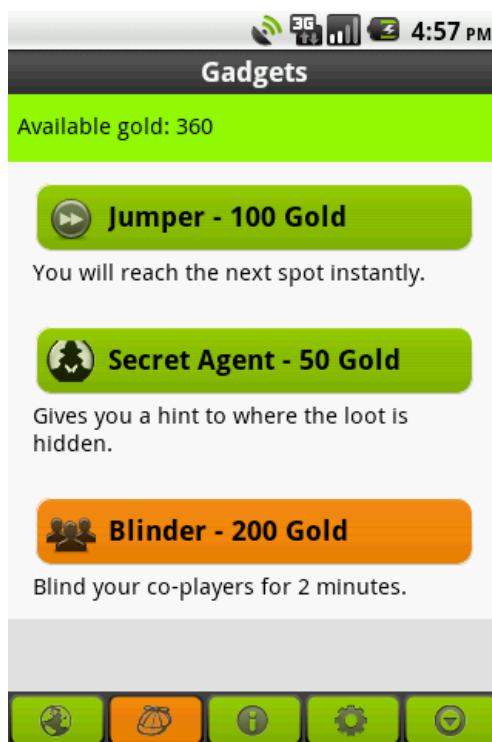 3G 4:57 PM
Gadgets
Available gold: 360
Jumper - 100 Gold
You will reach the next spot instantly.
Secret Agent - 50 Gold
Gives you a hint to where the loot is
hidden.
Blinder - 200 Gold
Blind your co-players for 2 minutes.